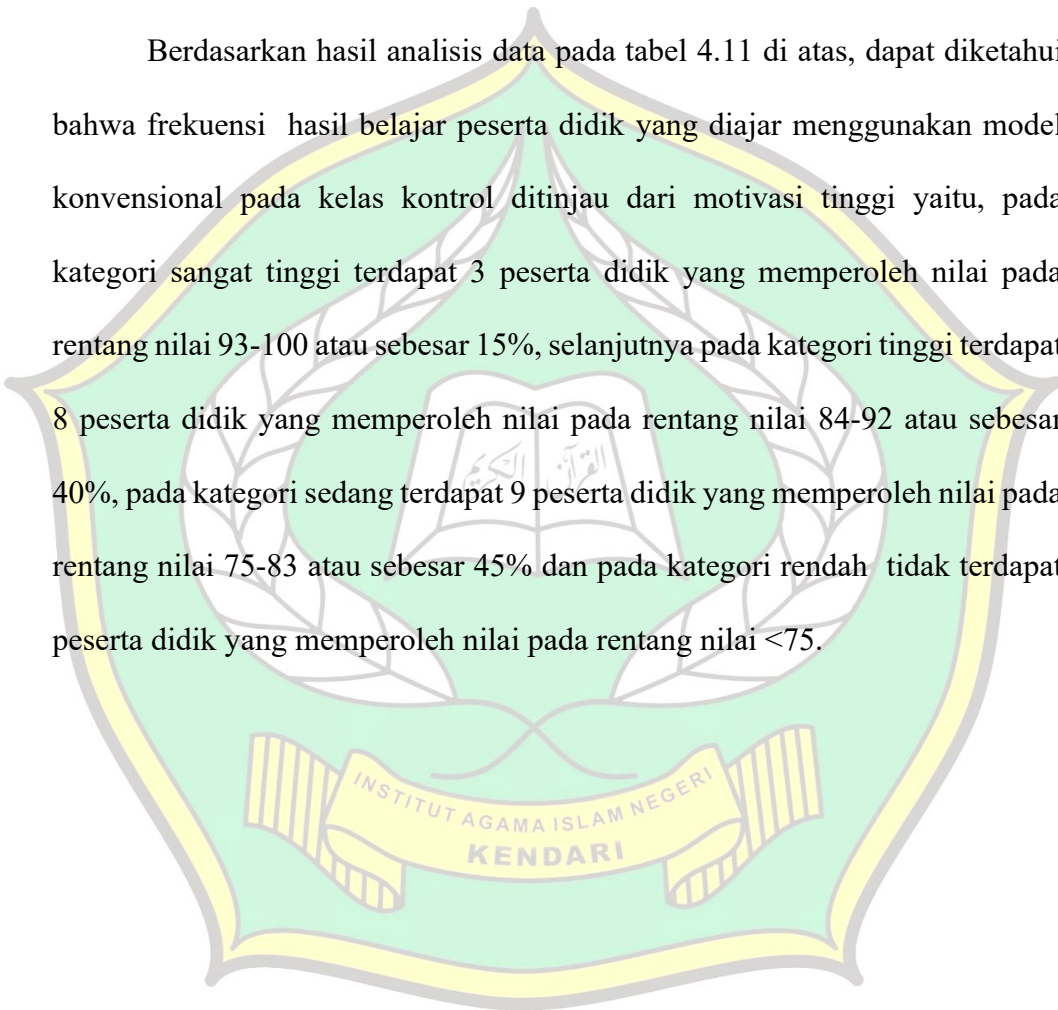 Berdasarkan hasil analisis data pada tabel 4.11 di atas, dapat diketahui
bahwa frekuensi hasil belajar peserta didik yang diajar menggunakan model
konvensional pada kelas kontrol ditinjau dari motivasi tinggi yaitu, pada
kategori sangat tinggi terdapat 3 peserta didik yang memperoleh nilai pada
rentang nilai 93-100 atau sebesar 15%, selanjutnya pada kategori tinggi terdapat
8 peserta didik yang memperoleh nilai pada rentang nilai 84-92 atau sebesar
40%, pada kategori sedang terdapat 9 peserta didik yang memperoleh nilai pada
rentang nilai 75-83 atau sebesar 45% dan pada kategori rendah tidak terdapat
peserta didik yang memperoleh nilai pada rentang nilai <75.
القرآن الكريم
INSTITUT AGAMA ISLAM NEGERI
KENDARI